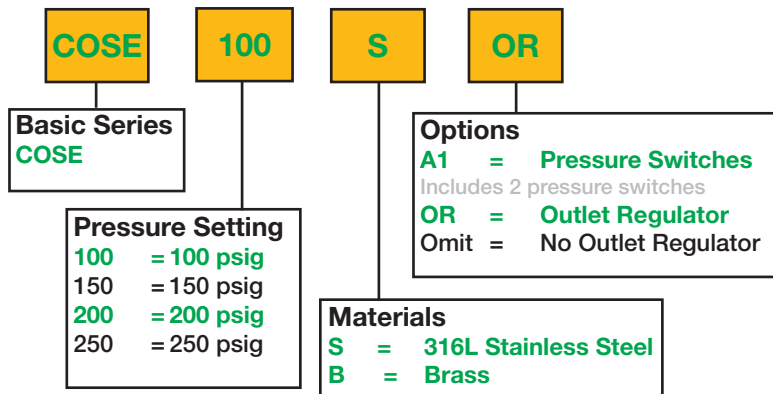 COSE 100 S OR
Basic Series
COSE
Pressure Setting
100 = 100 psig
150 = 150 psig
200 = 200 psig
250 = 250 psig
Materials
S = 316L Stainless Steel
B = Brass
Options
A1 = Pressure Switches
Includes 2 pressure switches
OR = Outlet Regulator
Omit = No Outlet Regulator